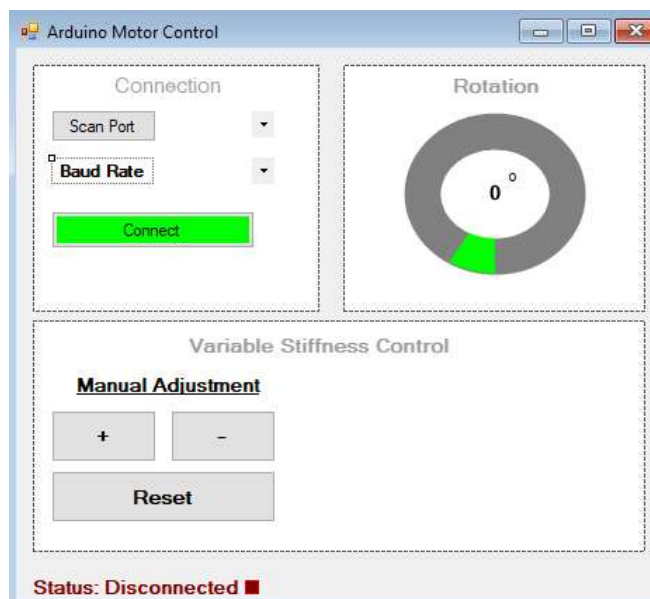 Arduino Motor Control
Connection
Scan Port
Baud Rate
Connect
Rotation
0 o
Variable Stiffness Control
Manual Adjustment
+ -
Reset
Status: Disconnected